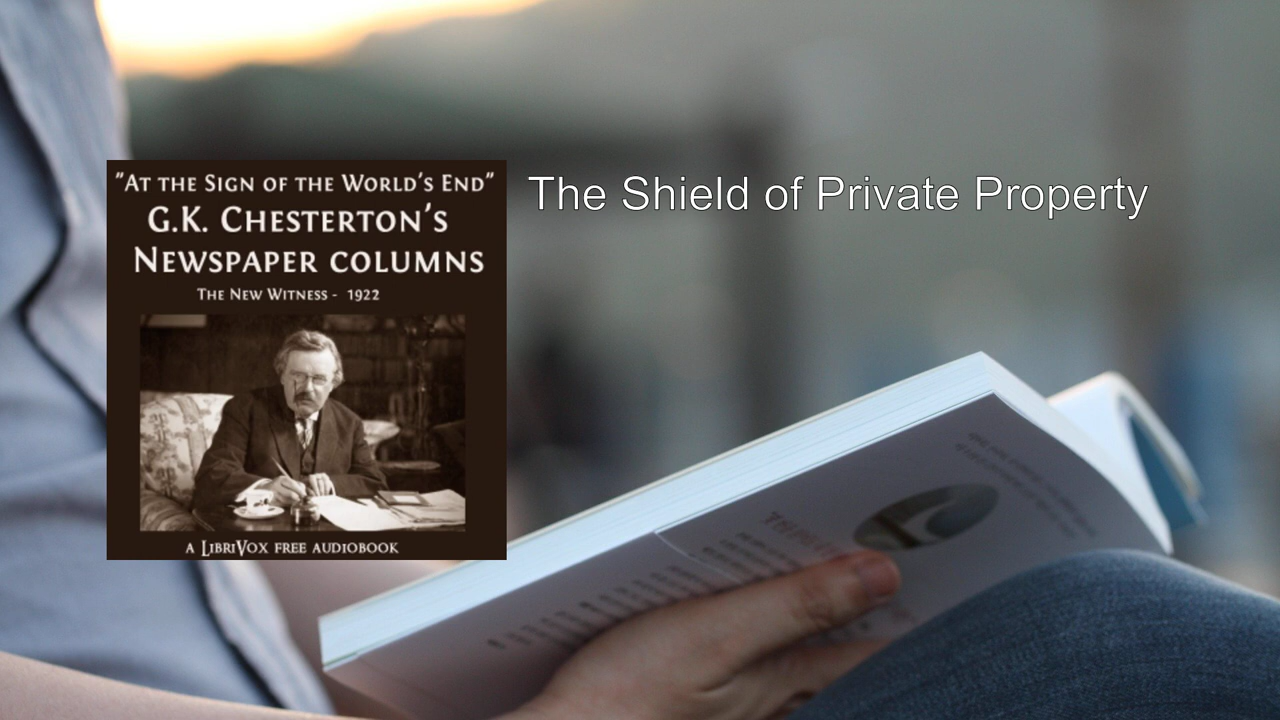 "At the Sign of the World's End"
G.K. Chesterton's
Newspaper columns
The New Witness - 1922
a LibriVox free audiobook
The Shield of Private Property